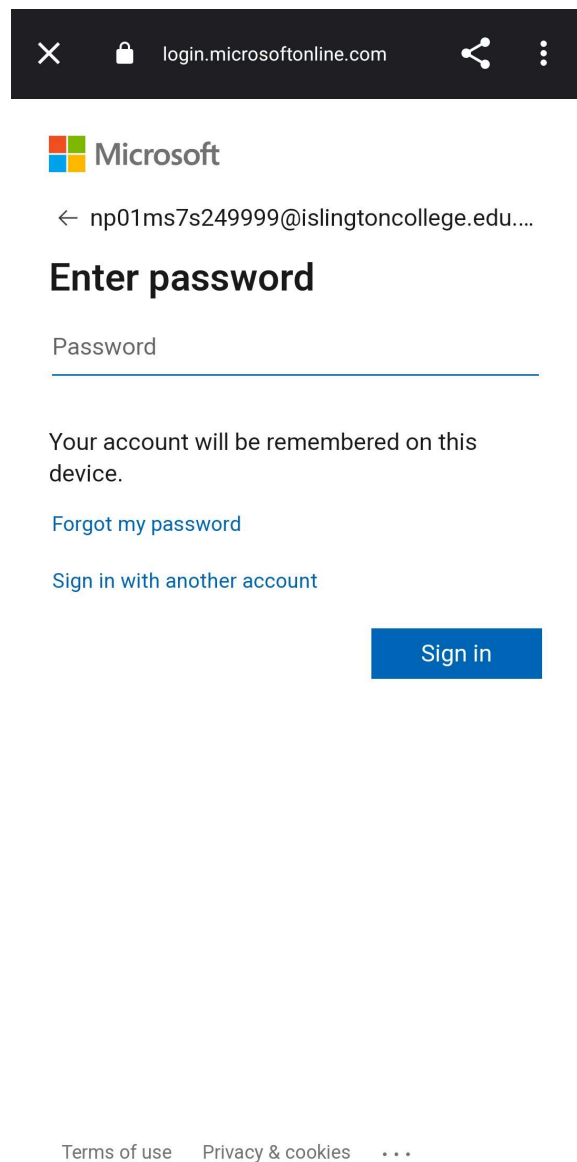 login.microsoftonline.com
Microsoft
np01ms7s249999@islingtoncollege.edu....
Enter password
Password
Your account will be remembered on this
device.
Forgot my password
Sign in with another account
Sign in
Terms of use Privacy & cookies ...